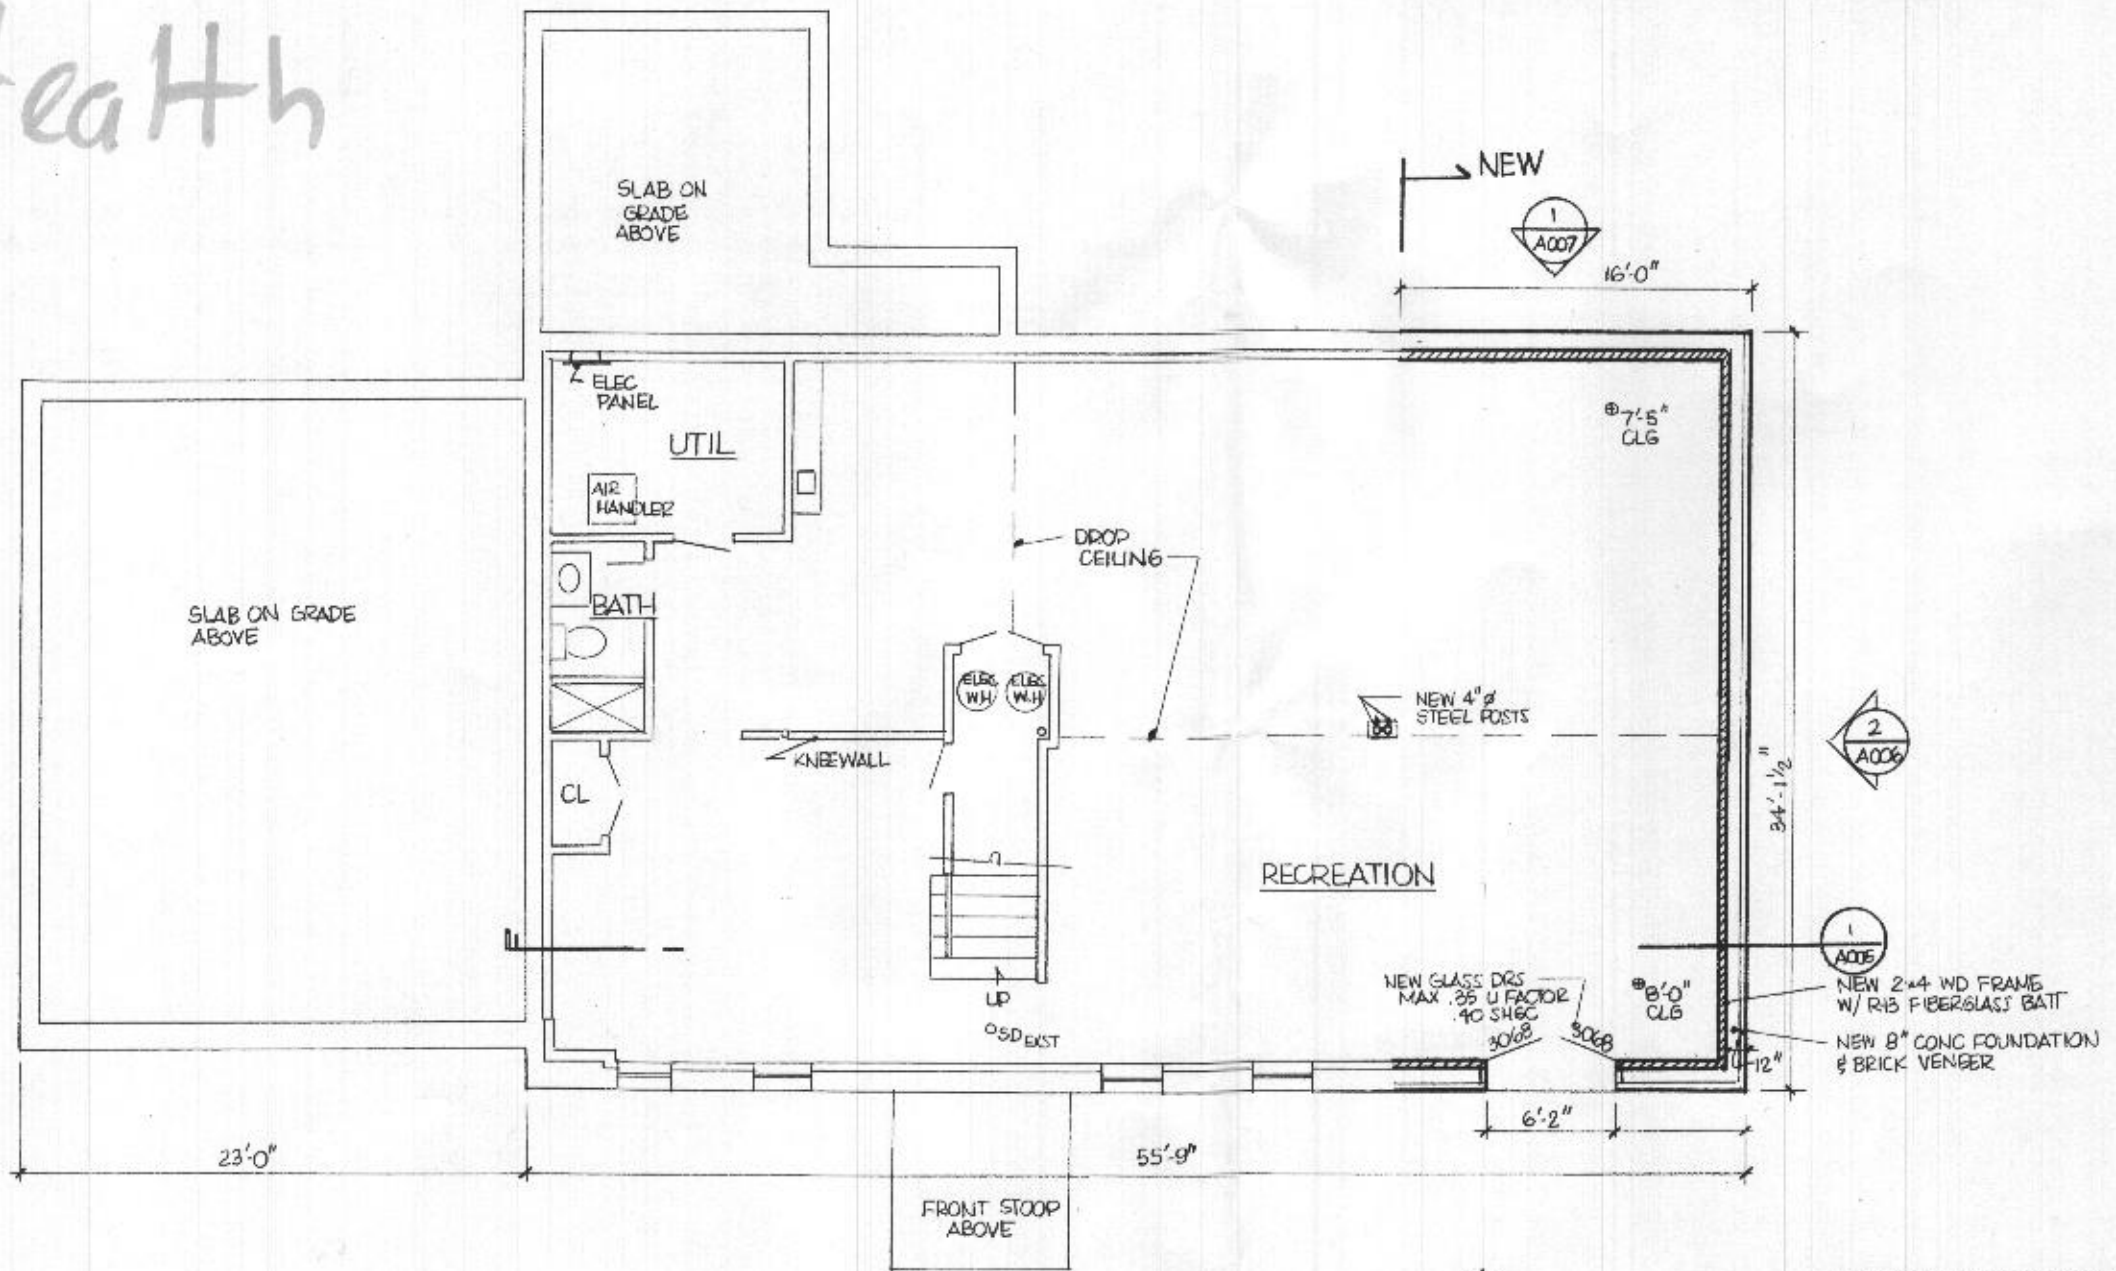 ealth
SLAB ON
GRADE
ABOVE
NEW
1
A007
16'-0"
ELEC
PANEL
UTIL
AIR
HANDLER
⊕7'-5"
CLG
DROP
CEILING
SLAB ON GRADE
ABOVE
BATH
ELEC
W.H
ELEC
W.H
NEW 4"ø
STEEL POSTS
2
A006
KNEEWALL
CL
34'-1 1/2"
RECREATION
1
A005
UP
SD EXST
NEW GLASS DRS
MAX .35 U FACTOR
.40 SHGC
3068
3068
⊕8'-0"
CLG
NEW 2x4 WD FRAME
W/ R-13 FIBERGLASS BATT
NEW 8" CONC FOUNDATION
& BRICK VENEER
12"
6'-2"
23'-0"
55'-9"
FRONT STOOP
ABOVE